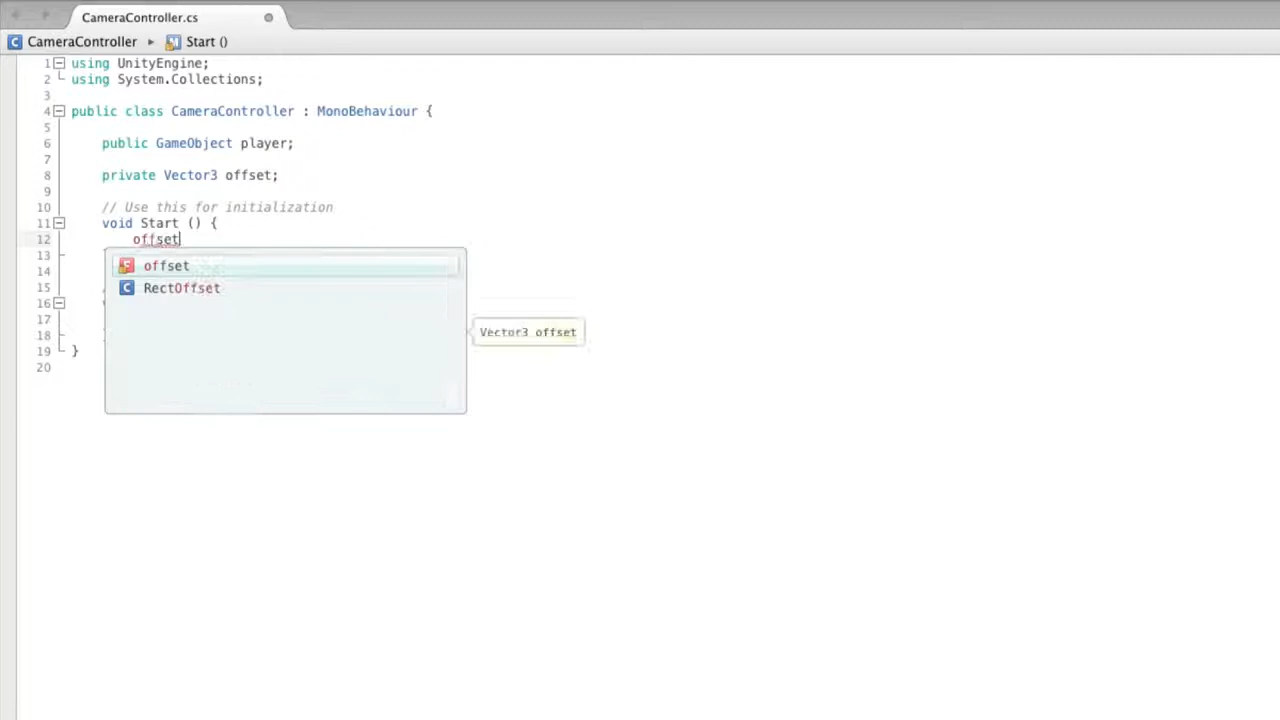 CameraController.cs
CameraController ▸ Start ()
1 using UnityEngine;
2 using System.Collections;
3
4 public class CameraController : MonoBehaviour {
5
6 public GameObject player;
7
8 private Vector3 offset;
9
10 // Use this for initialization
11 void Start () {
12 offset
13
offset
14
15
RectOffset
16
17
18
Vector3 offset
19 }
20